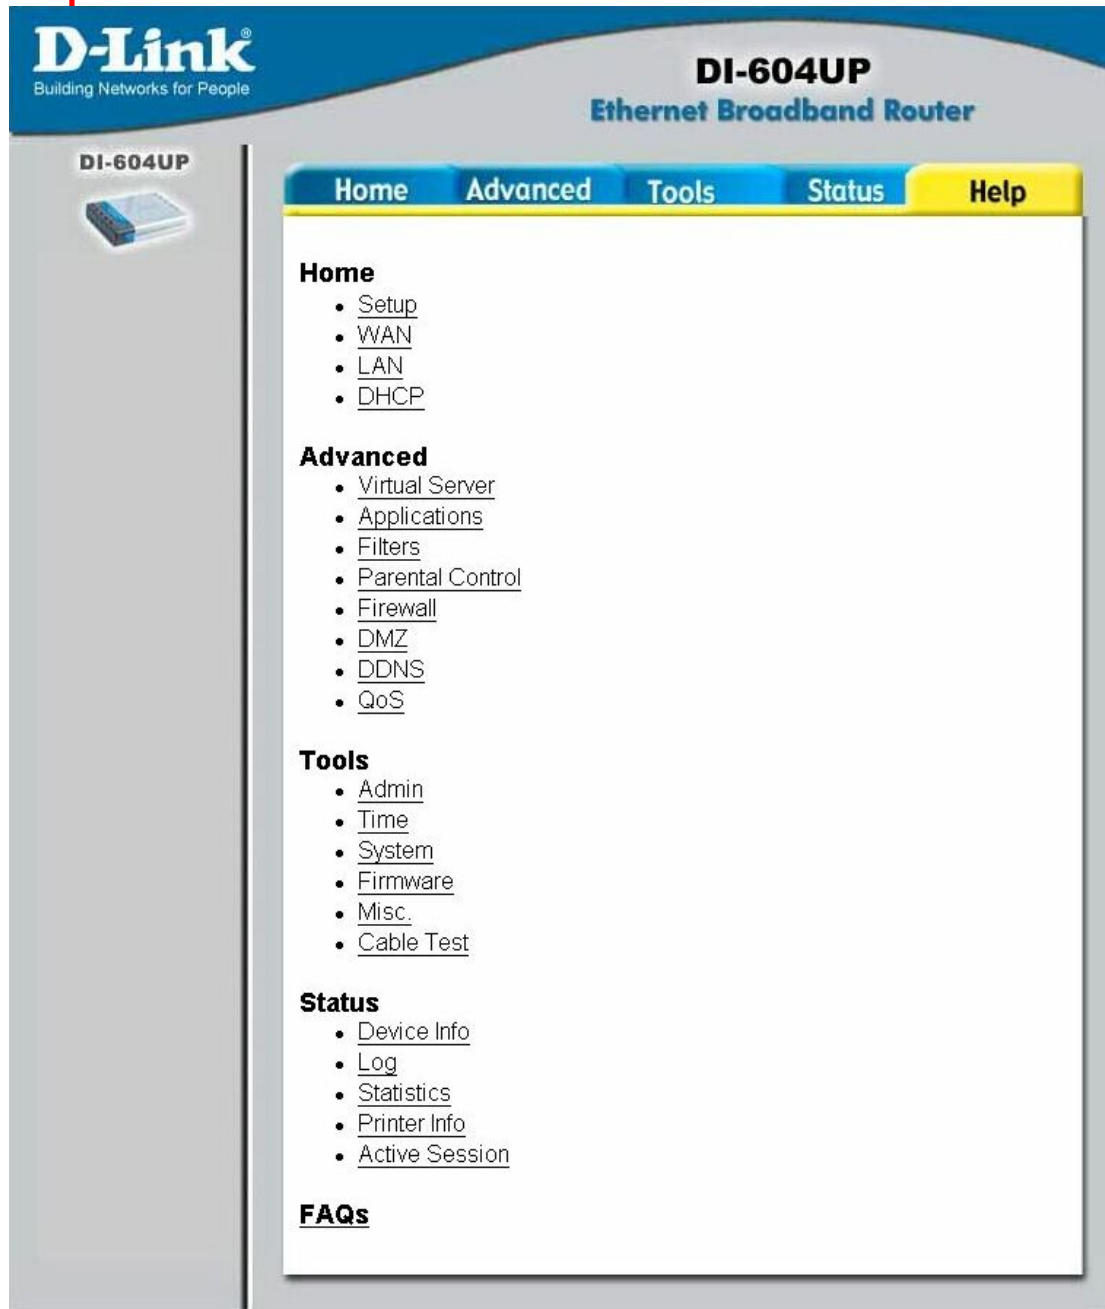 D-Link®
Building Networks for People
DI-604UP
Ethernet Broadband Router
DI-604UP
Home Advanced Tools Status Help
Home
• Setup
• WAN
• LAN
• DHCP
Advanced
• Virtual Server
• Applications
• Filters
• Parental Control
• Firewall
• DMZ
• DDNS
• QoS
Tools
• Admin
• Time
• System
• Firmware
• Misc.
• Cable Test
Status
• Device Info
• Log
• Statistics
• Printer Info
• Active Session
FAQs